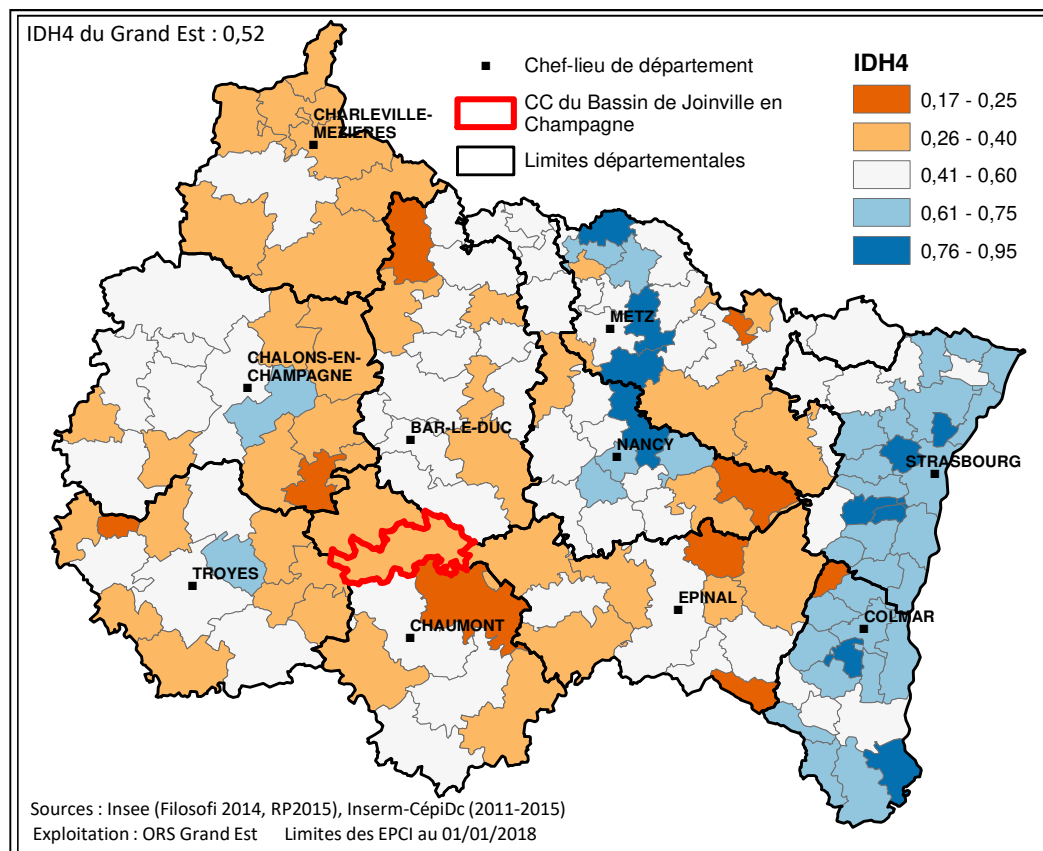 IDH4 du Grand Est : 0,52
Chef-lieu de département
CC du Bassin de Joinville en
Champagne
Limites départementales
IDH4
0,17 - 0,25
0,26 - 0,40
0,41 - 0,60
0,61 - 0,75
0,76 - 0,95
CHARLEVILLE-
MEZIERES
METZ
CHALONS-EN-
CHAMPAGNE
BAR-LE-DUC
NANCY
STRASBOURG
TROYES
EPINAL
COLMAR
CHAUMONT
Sources : Insee (Filosofi 2014, RP2015), Inserm-CépiDc (2011-2015)
Exploitation : ORS Grand Est Limites des EPCI au 01/01/2018